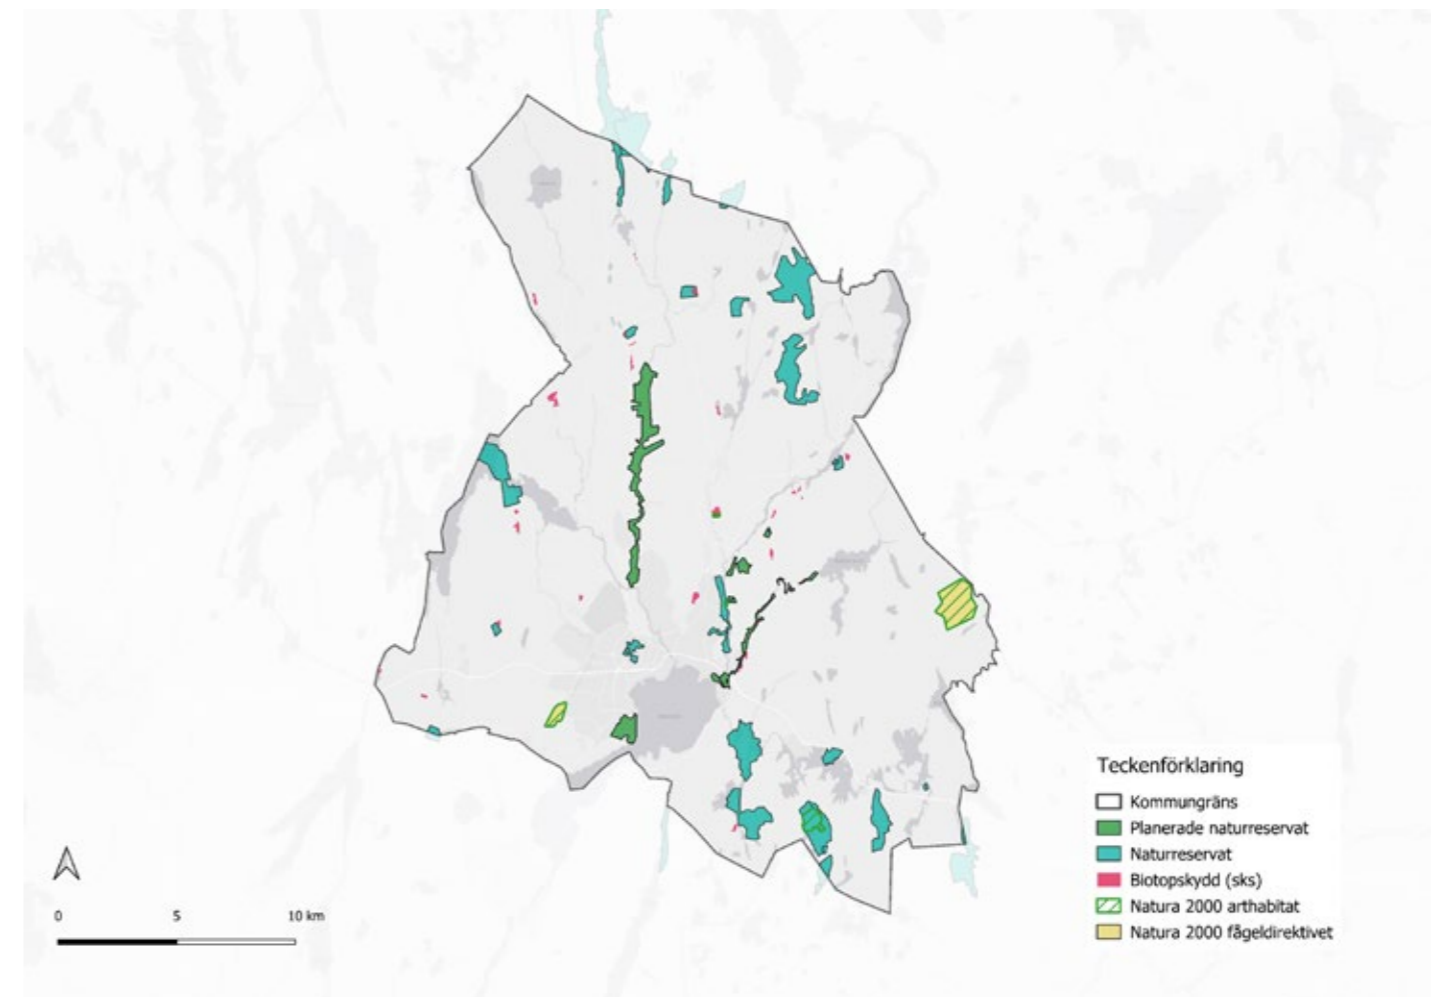 Teckenförklaring
Kommungräns
Planerade naturreservat
Naturreservat
Biotopskydd (sks)
Natura 2000 arthabitat
Natura 2000 fågeldirektivet
0 5 10 km